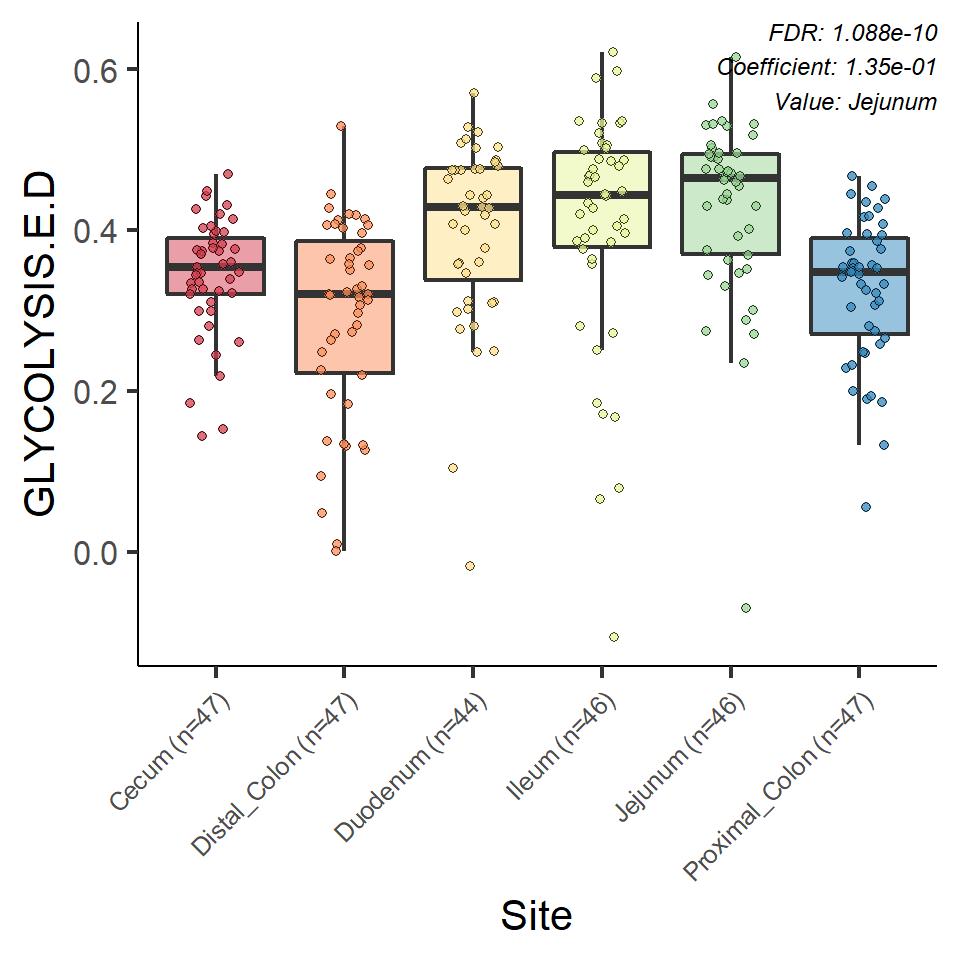 FDR: 1.088e-10
Coefficient: 1.35e-01
Value: Jejunum
GLYCOLYSIS.E.D
0.6
0.4
0.2
0.0
Cecum (n=47)
Distal_Colon (n=47)
Duodenum (n=44)
Ileum (n=46)
Jejunum (n=46)
Proximal_Colon (n=47)
Site